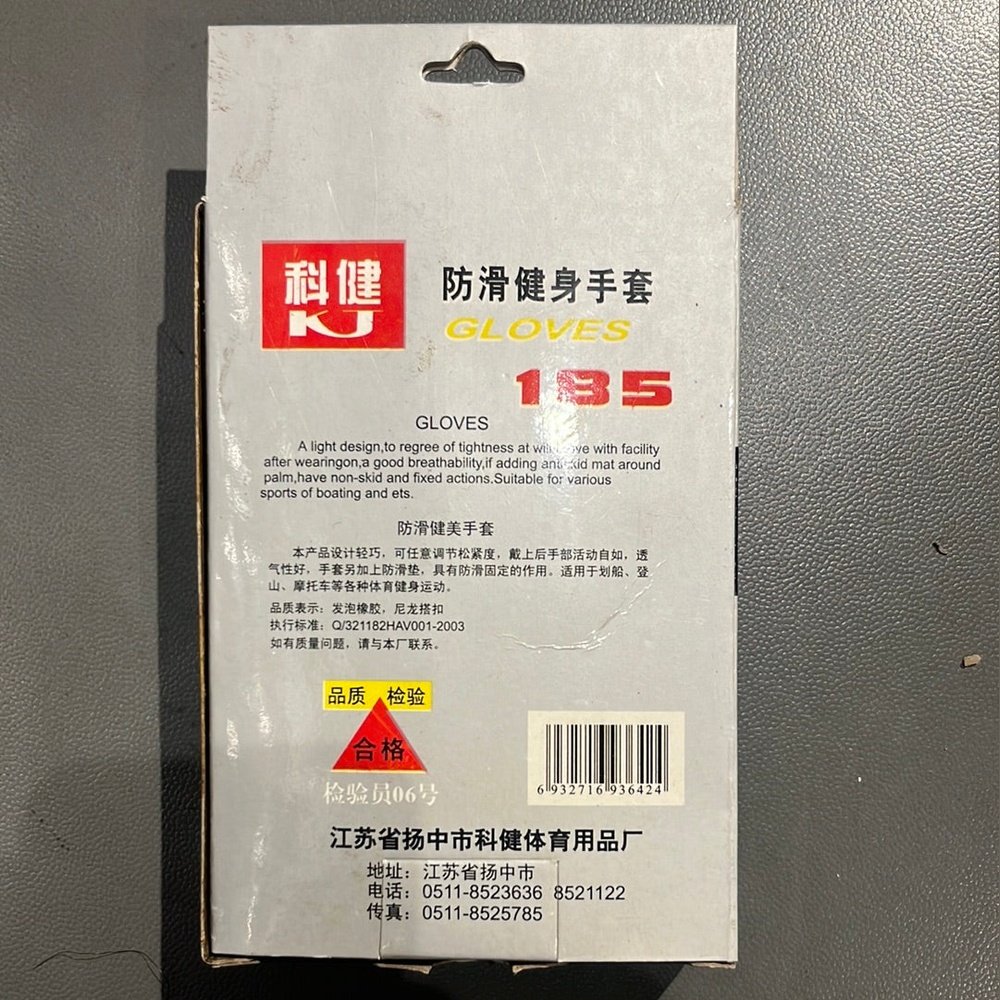 科健
KJ
防滑健身手套
GLOVES
185
GLOVES
A light design,to regree of tightness at will with facility
after wearingon,a good breathability,if adding anti-skid mat around
palm,have non-skid and fixed actions.Suitable for various
sports of boating and ets.
防滑健美手套
本产品设计轻巧，可任意调节松紧度，戴上后手部活动自如，透
气性好，手套另加上防滑垫，具有防滑固定的作用。适用于划船、登
山、摩托车等各种体育健身运动。
品质表示：发泡橡胶，尼龙搭扣
执行标准：Q/321182HAV001-2003
如有质量问题，请与本厂联系。
品质 检验
合格
检验员06号
6 932716 936424
江苏省扬中市科健体育用品厂
地址：江苏省扬中市
电话：0511-8523636 8521122
传真：0511-8525785